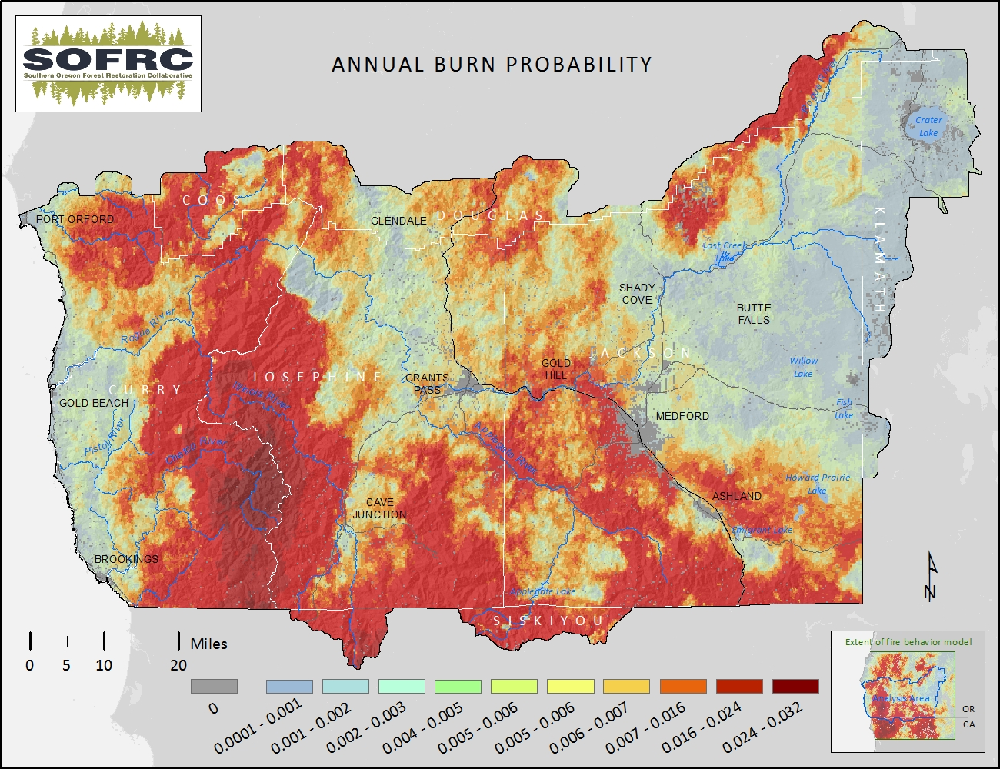 SOFRC
Southern Oregon Forest Restoration Collaborative
ANNUAL BURN PROBABILITY
Rogue River
Crater
Lake
COOS
PORT ORFORD
GLENDALE
DOUGLAS
KLAMATH
Lost Creek
Lake
SHADY
COVE
BUTTE
FALLS
Rogue River
JACKSON
GOLD
HILL
Willow
Lake
JOSEPHINE
GRANTS
PASS
CURRY
Illinois River
GOLD BEACH
Fish
Lake
MEDFORD
Pistol River
Chetco River
Applegate River
Howard Prairie
Lake
ASHLAND
CAVE
JUNCTION
Emigrant Lake
BROOKINGS
Applegate Lake
SISKIYOU
N
Miles
0 5 10 20
Extent of fire behavior model
Analysis Area
OR
CA
0
0.0001 - 0.001
0.001 - 0.002
0.002 - 0.003
0.004 - 0.005
0.005 - 0.006
0.005 - 0.006
0.006 - 0.007
0.007 - 0.016
0.016 - 0.024
0.024 - 0.032